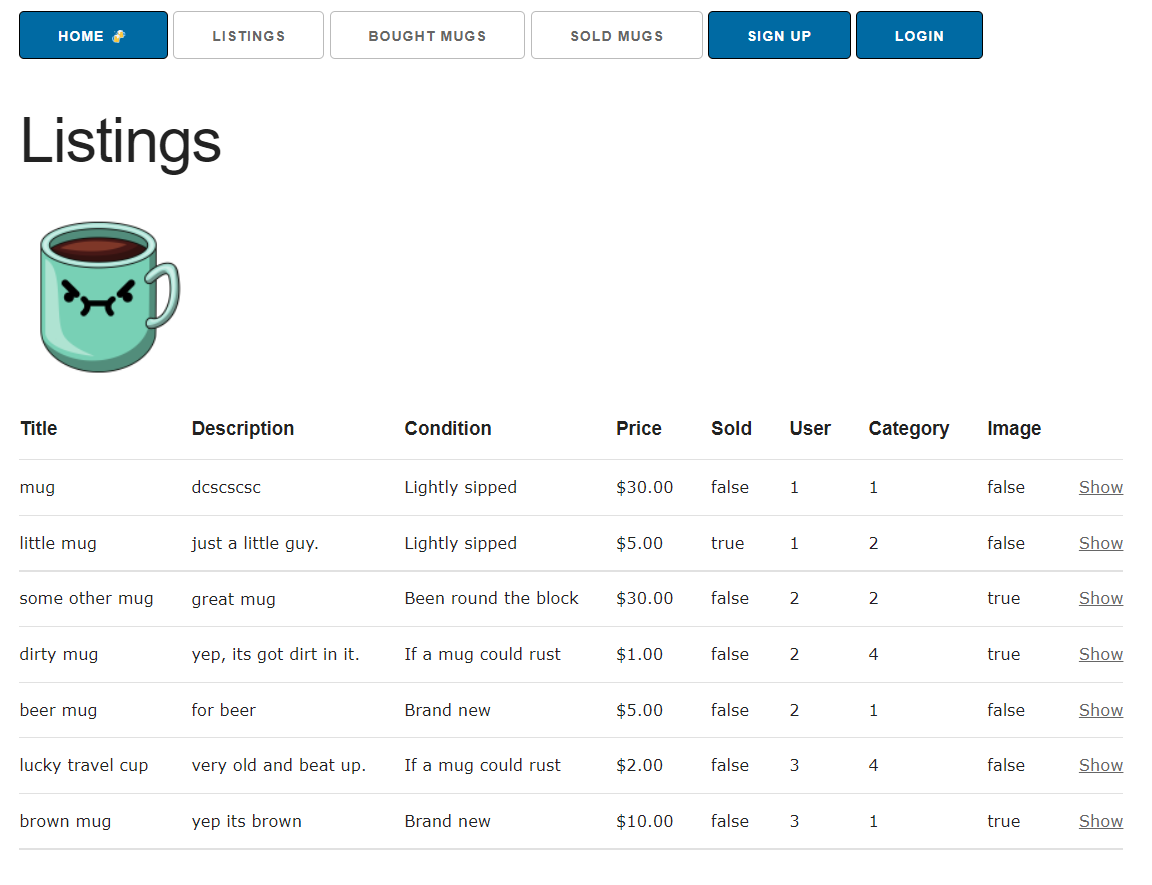 HOME LISTINGS BOUGHT MUGS SOLD MUGS SIGN UP LOGIN
Listings
Title Description Condition Price Sold User Category Image
mug dcscscsc Lightly sipped $30.00 false 1 1 false Show
little mug just a little guy. Lightly sipped $5.00 true 1 2 false Show
some other mug great mug Been round the block $30.00 false 2 2 true Show
dirty mug yep, its got dirt in it. If a mug could rust $1.00 false 2 4 true Show
beer mug for beer Brand new $5.00 false 2 1 false Show
lucky travel cup very old and beat up. If a mug could rust $2.00 false 3 4 false Show
brown mug yep its brown Brand new $10.00 false 3 1 true Show